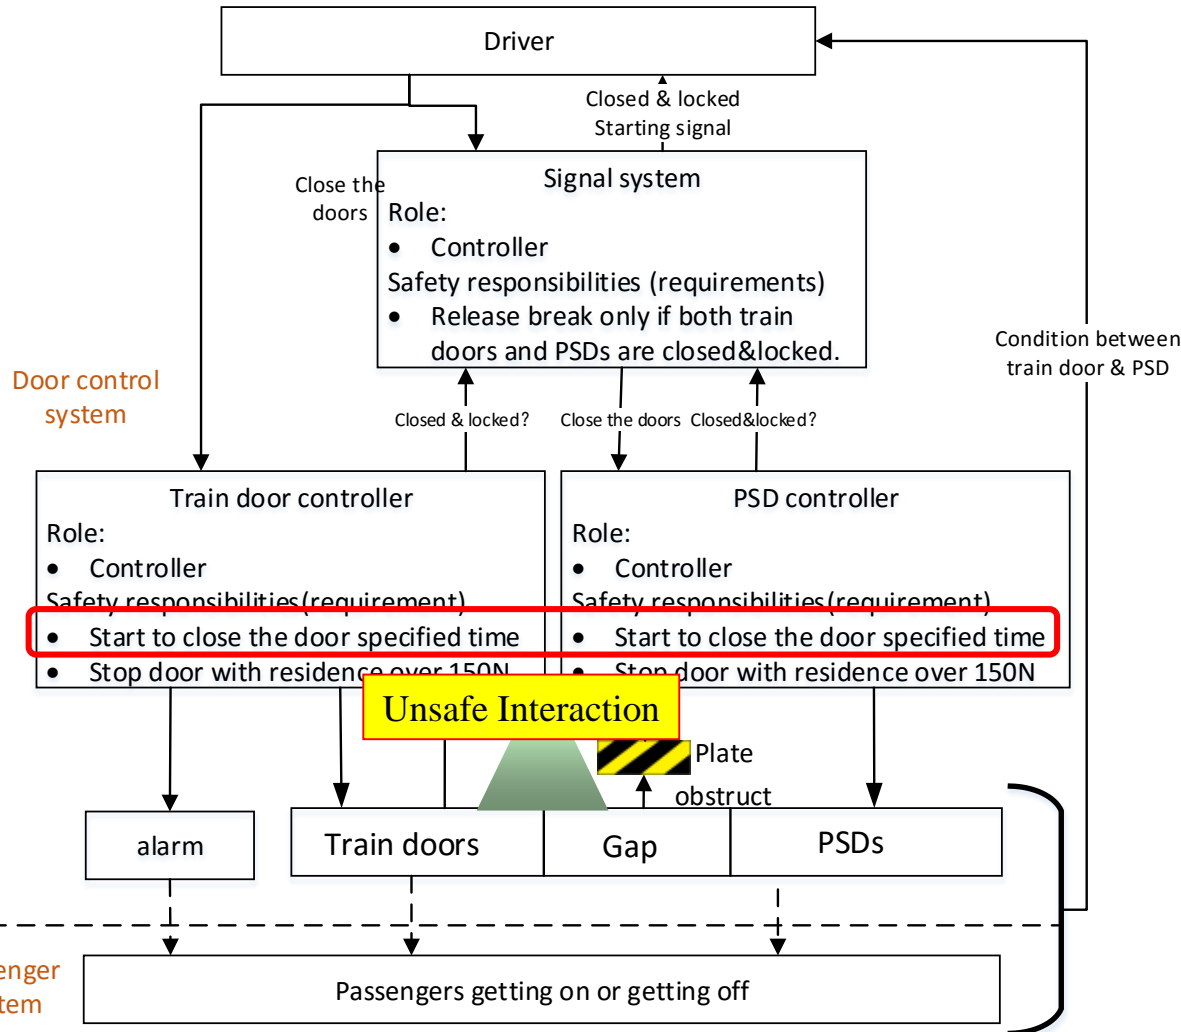 Driver
Closed & locked
Starting signal
Signal system
Close the
doors
Role:
• Controller
Safety responsibilities (requirements)
• Release break only if both train
doors and PSDs are closed&locked.
Condition between
train door & PSD
Door control
system
Closed & locked?
Close the doors
Closed&locked?
Train door controller
Role:
• Controller
Safety responsibilities(requirement)
• Start to close the door specified time
• Stop door with residence over 150N
PSD controller
Role:
• Controller
Safety responsibilities(requirement)
• Start to close the door specified time
• Stop door with residence over 150N
Unsafe Interaction
Plate
obstruct
alarm
Train doors
Gap
PSDs
enger
tem
Passengers getting on or getting off